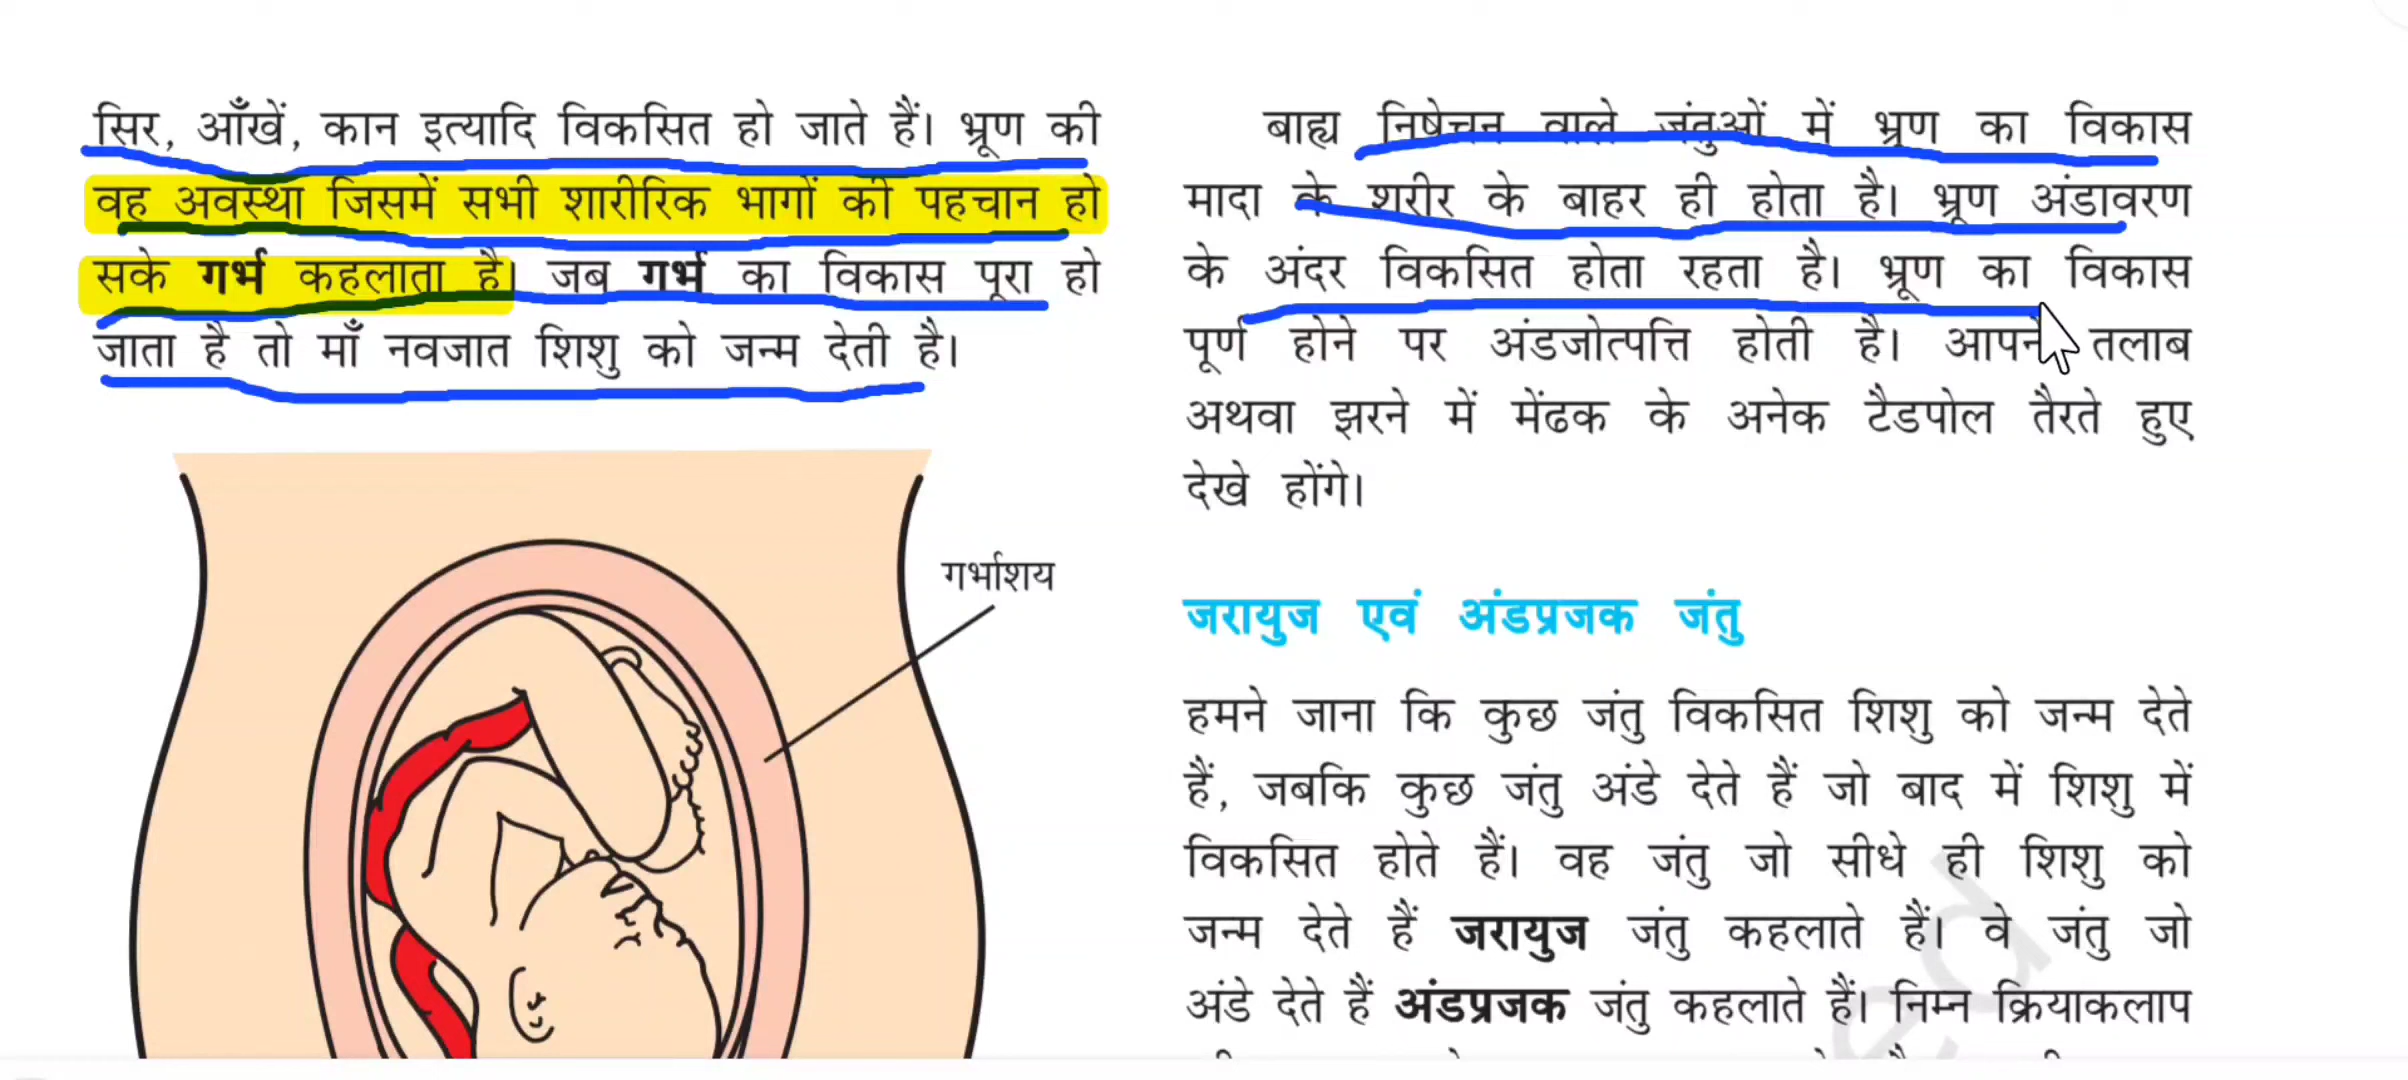 सिर, आँखें, कान इत्यादि विकसित हो जाते हैं। भ्रूण की
वह अवस्था जिसमें सभी शारीरिक भागों की पहचान हो
सके गर्भ कहलाता है। जब गर्भ का विकास पूरा हो
जाता है तो माँ नवजात शिशु को जन्म देती है।
गर्भाशय
बाह्य निषेचन वाले जंतुओं में भ्रूण का विकास
मादा के शरीर के बाहर ही होता है। भ्रूण अंडावरण
के अंदर विकसित होता रहता है। भ्रूण का विकास
पूर्ण होने पर अंडजोत्पत्ति होती है। आपने तलाब
अथवा झरने में मेंढक के अनेक टैडपोल तैरते हुए
देखे होंगे।
जरायुज एवं अंडप्रजक जंतु
हमने जाना कि कुछ जंतु विकसित शिशु को जन्म देते
हैं, जबकि कुछ जंतु अंडे देते हैं जो बाद में शिशु में
विकसित होते हैं। वह जंतु जो सीधे ही शिशु को
जन्म देते हैं जरायुज जंतु कहलाते हैं। वे जंतु जो
अंडे देते हैं अंडप्रजक जंतु कहलाते हैं। निम्न क्रियाकलाप